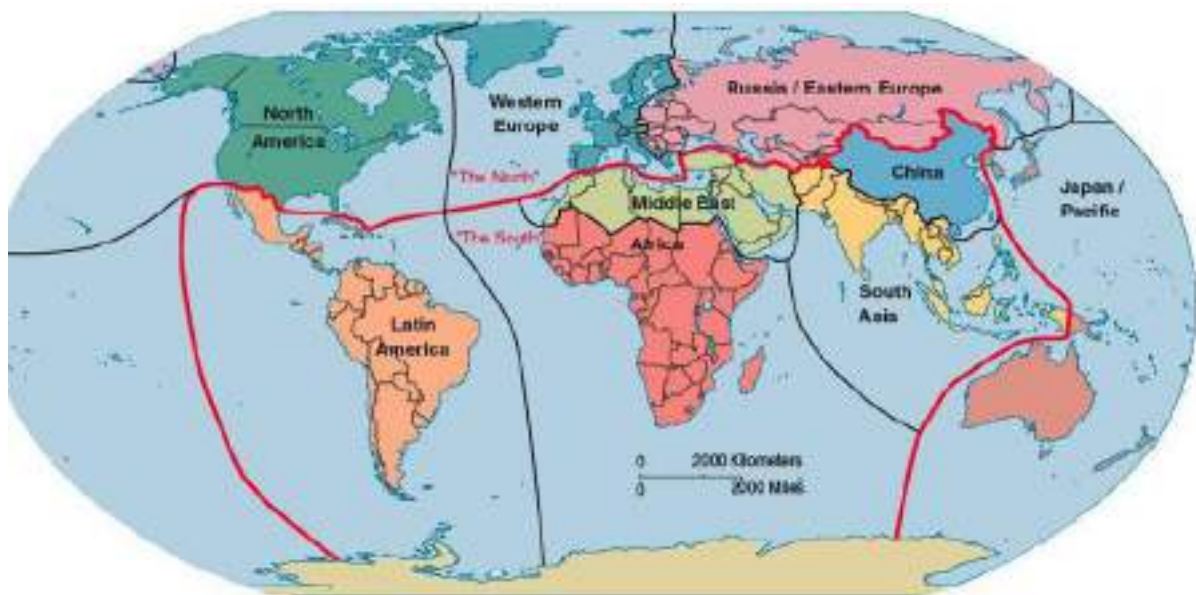 North
America
Western
Europe
Russia / Eastern Europe
"The North"
"The South"
Middle East
China
Japan /
Pacific
Africa
South
Asia
Latin
America
0 2000 Kilometers
0 2000 Miles